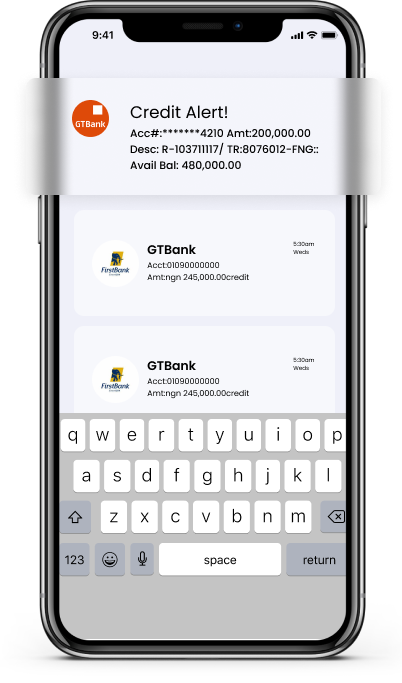 9:41
Credit Alert!
GTBank
Acc#:*******4210 Amt:200,000.00
Desc: R-103711117/ TR:8076012-FNG::
Avail Bal: 480,000.00
GTBank
5:30am
Weds
Acct:01090000000
FirstBank
Amt:ngn 245,000.00credit
GTBank
5:30am
Weds
Acct:01090000000
FirstBank
Amt:ngn 245,000.00credit
q w e r t y u i o p
a s d f g h j k l
z x c v b n m
123 space return